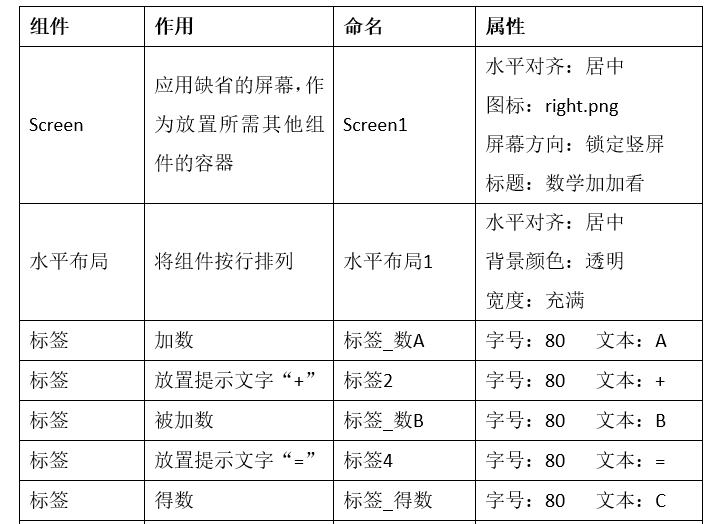 组件 作用 命名 属性
Screen 应用缺省的屏幕，作为放置所需其他组件的容器 Screen1 水平对齐：居中
图标：right.png
屏幕方向：锁定竖屏
标题：数学加加看
水平布局 将组件按行排列 水平布局1 水平对齐：居中
背景颜色：透明
宽度：充满
标签 加数 标签_数A 字号：80 文本：A
标签 放置提示文字“+” 标签2 字号：80 文本：+
标签 被加数 标签_数B 字号：80 文本：B
标签 放置提示文字“=” 标签4 字号：80 文本：=
标签 得数 标签_得数 字号：80 文本：C